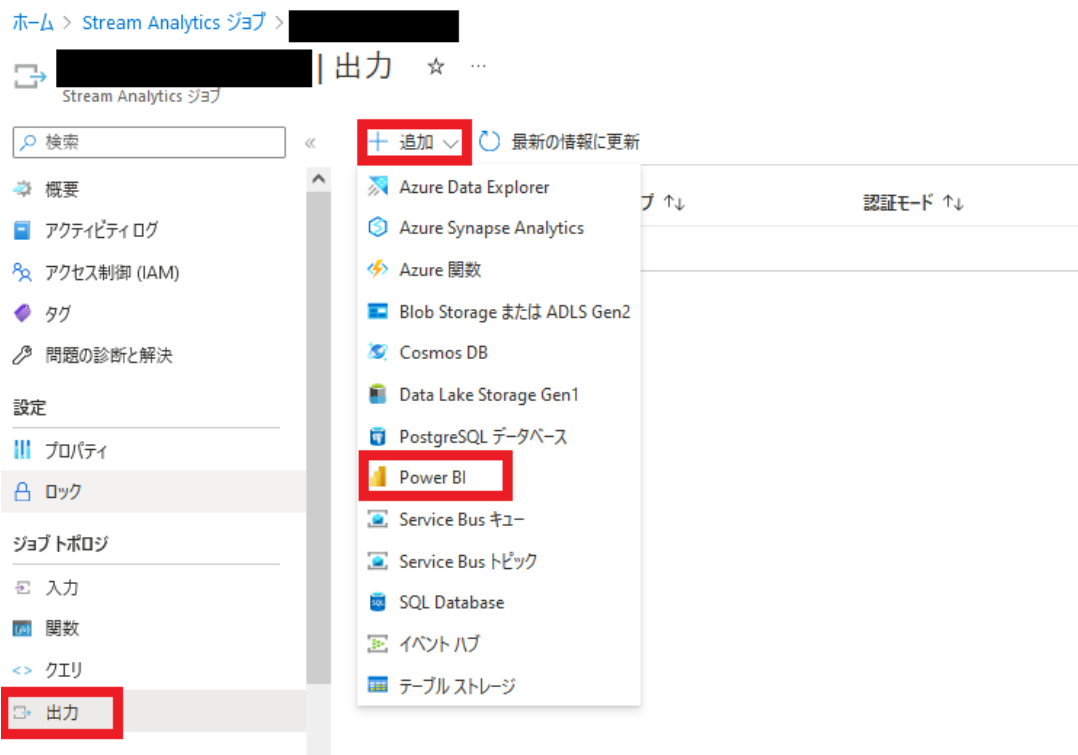 ホーム > Stream Analytics ジョブ >
| 出力 ☆ …
Stream Analytics ジョブ
検索
«
概要
アクティビティ ログ
アクセス制御 (IAM)
タグ
問題の診断と解決
設定
プロパティ
ロック
ジョブ トポロジ
入力
関数
クエリ
出力
＋ 追加 最新の情報に更新
Azure Data Explorer
Azure Synapse Analytics
Azure 関数
Blob Storage または ADLS Gen2
Cosmos DB
Data Lake Storage Gen1
PostgreSQL データベース
Power BI
Service Bus キュー
Service Bus トピック
SQL Database
イベント ハブ
テーブル ストレージ
プ ↑↓ 認証モード ↑↓